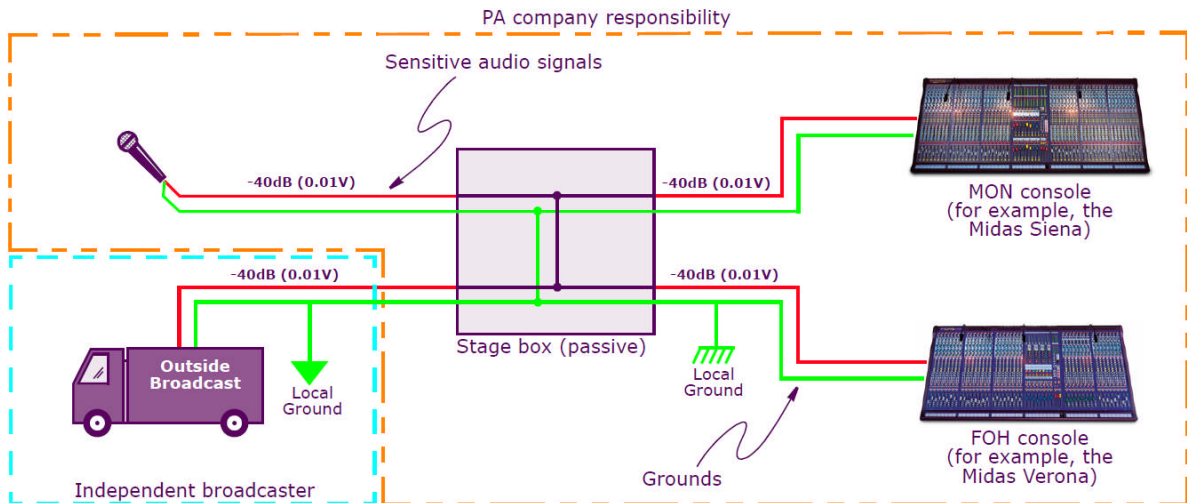 PA company responsibility
Sensitive audio signals
-40dB (0.01V)
-40dB (0.01V)
MON console
(for example, the
Midas Siena)
-40dB (0.01V)
-40dB (0.01V)
Stage box (passive)
Outside
Broadcast
Local
Ground
Local
Ground
FOH console
(for example, the
Midas Verona)
Grounds
Independent broadcaster